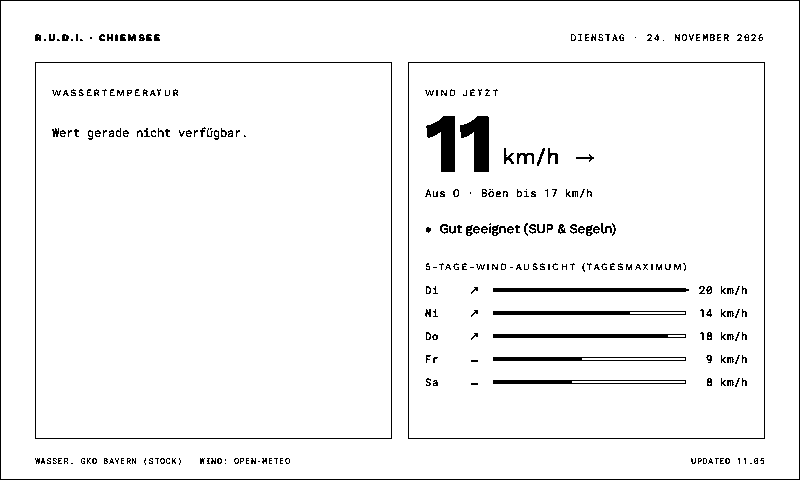 R.U.D.I. · CHIEMSEE
DIENSTAG · 24. NOVEMBER 2026
WASSERTEMPERATUR
Wert gerade nicht verfügbar.
WIND JETZT
11 km/h →
Aus O · Böen bis 17 km/h
• Gut geeignet (SUP & Segeln)
5-TAGE-WIND-AUSSICHT (TAGESMAXIMUM)
Di ↗ 20 km/h
Mi ↗ 14 km/h
Do ↗ 18 km/h
Fr – 9 km/h
Sa – 8 km/h
WASSER: GKD BAYERN (STOCK) WIND: OPEN-METEO
UPDATED 11:05